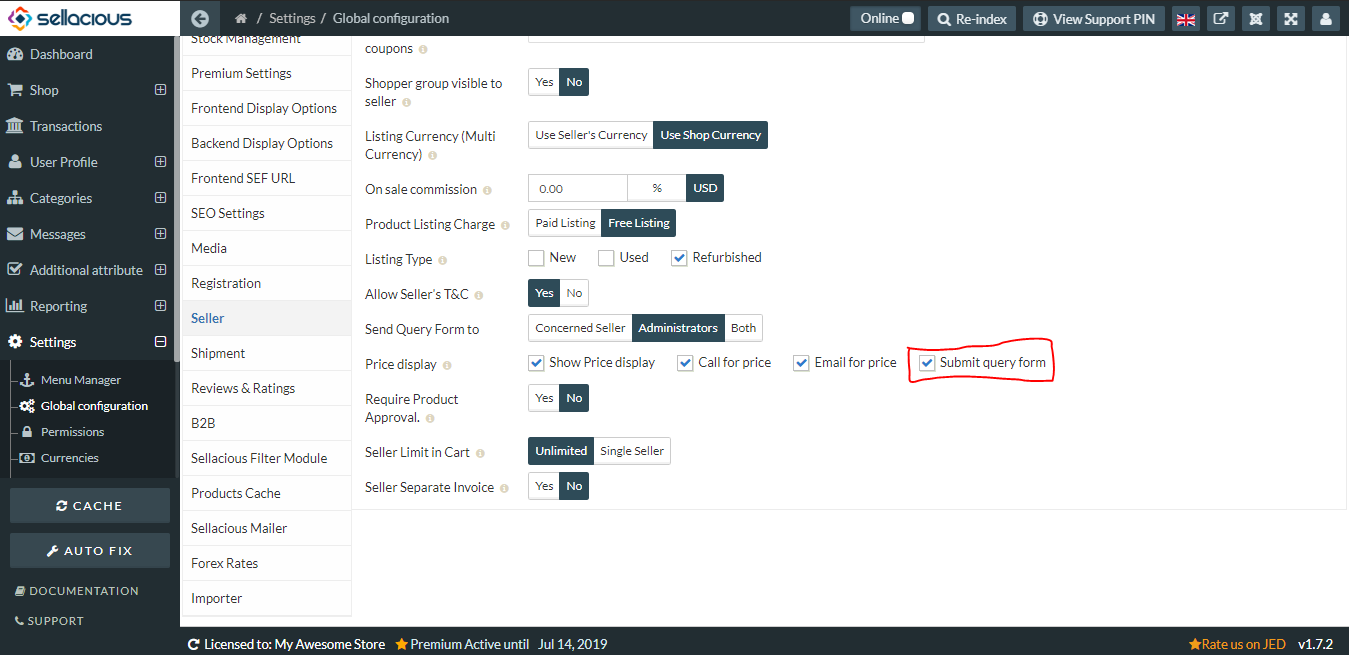 sellacious
/ Settings / Global configuration
Online
Re-index
View Support PIN
Dashboard
Shop
Transactions
User Profile
Categories
Messages
Additional attribute
Reporting
Settings
Menu Manager
Global configuration
Permissions
Currencies
CACHE
AUTO FIX
DOCUMENTATION
SUPPORT
Stock Management
Premium Settings
Frontend Display Options
Backend Display Options
Frontend SEF URL
SEO Settings
Media
Registration
Seller
Shipment
Reviews & Ratings
B2B
Sellacious Filter Module
Products Cache
Sellacious Mailer
Forex Rates
Importer
coupons
Shopper group visible to
seller
Yes No
Listing Currency (Multi
Currency)
Use Seller's Currency Use Shop Currency
On sale commission
0.00 % USD
Product Listing Charge
Paid Listing Free Listing
Listing Type
New Used Refurbished
Allow Seller's T&C
Yes No
Send Query Form to
Concerned Seller Administrators Both
Price display
Show Price display Call for price Email for price Submit query form
Require Product
Approval.
Yes No
Seller Limit in Cart
Unlimited Single Seller
Seller Separate Invoice
Yes No
Licensed to: My Awesome Store Premium Active until Jul 14, 2019
Rate us on JED v1.7.2